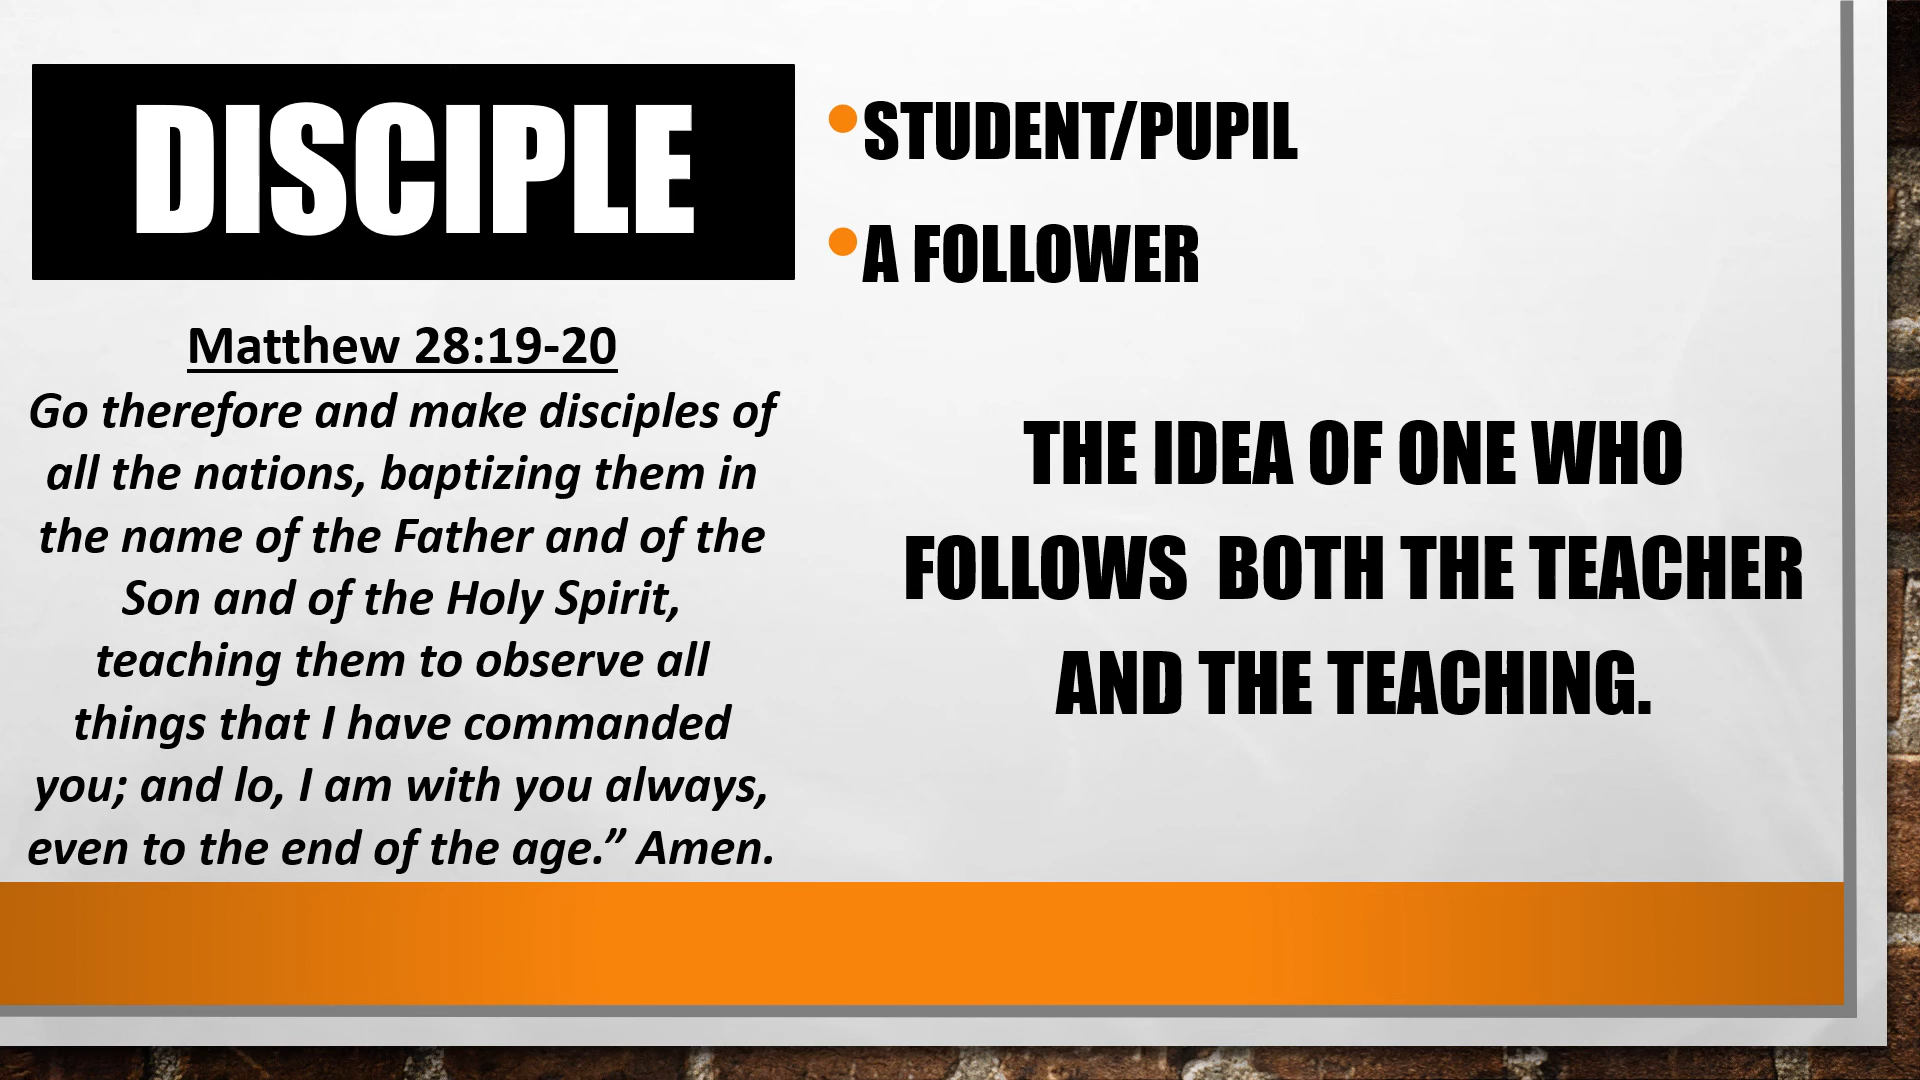 DISCIPLE
Matthew 28:19-20
Go therefore and make disciples of
all the nations, baptizing them in
the name of the Father and of the
Son and of the Holy Spirit,
teaching them to observe all
things that I have commanded
you; and lo, I am with you always,
even to the end of the age.” Amen.
•STUDENT/PUPIL
•A FOLLOWER
THE IDEA OF ONE WHO
FOLLOWS  BOTH THE TEACHER
AND THE TEACHING.